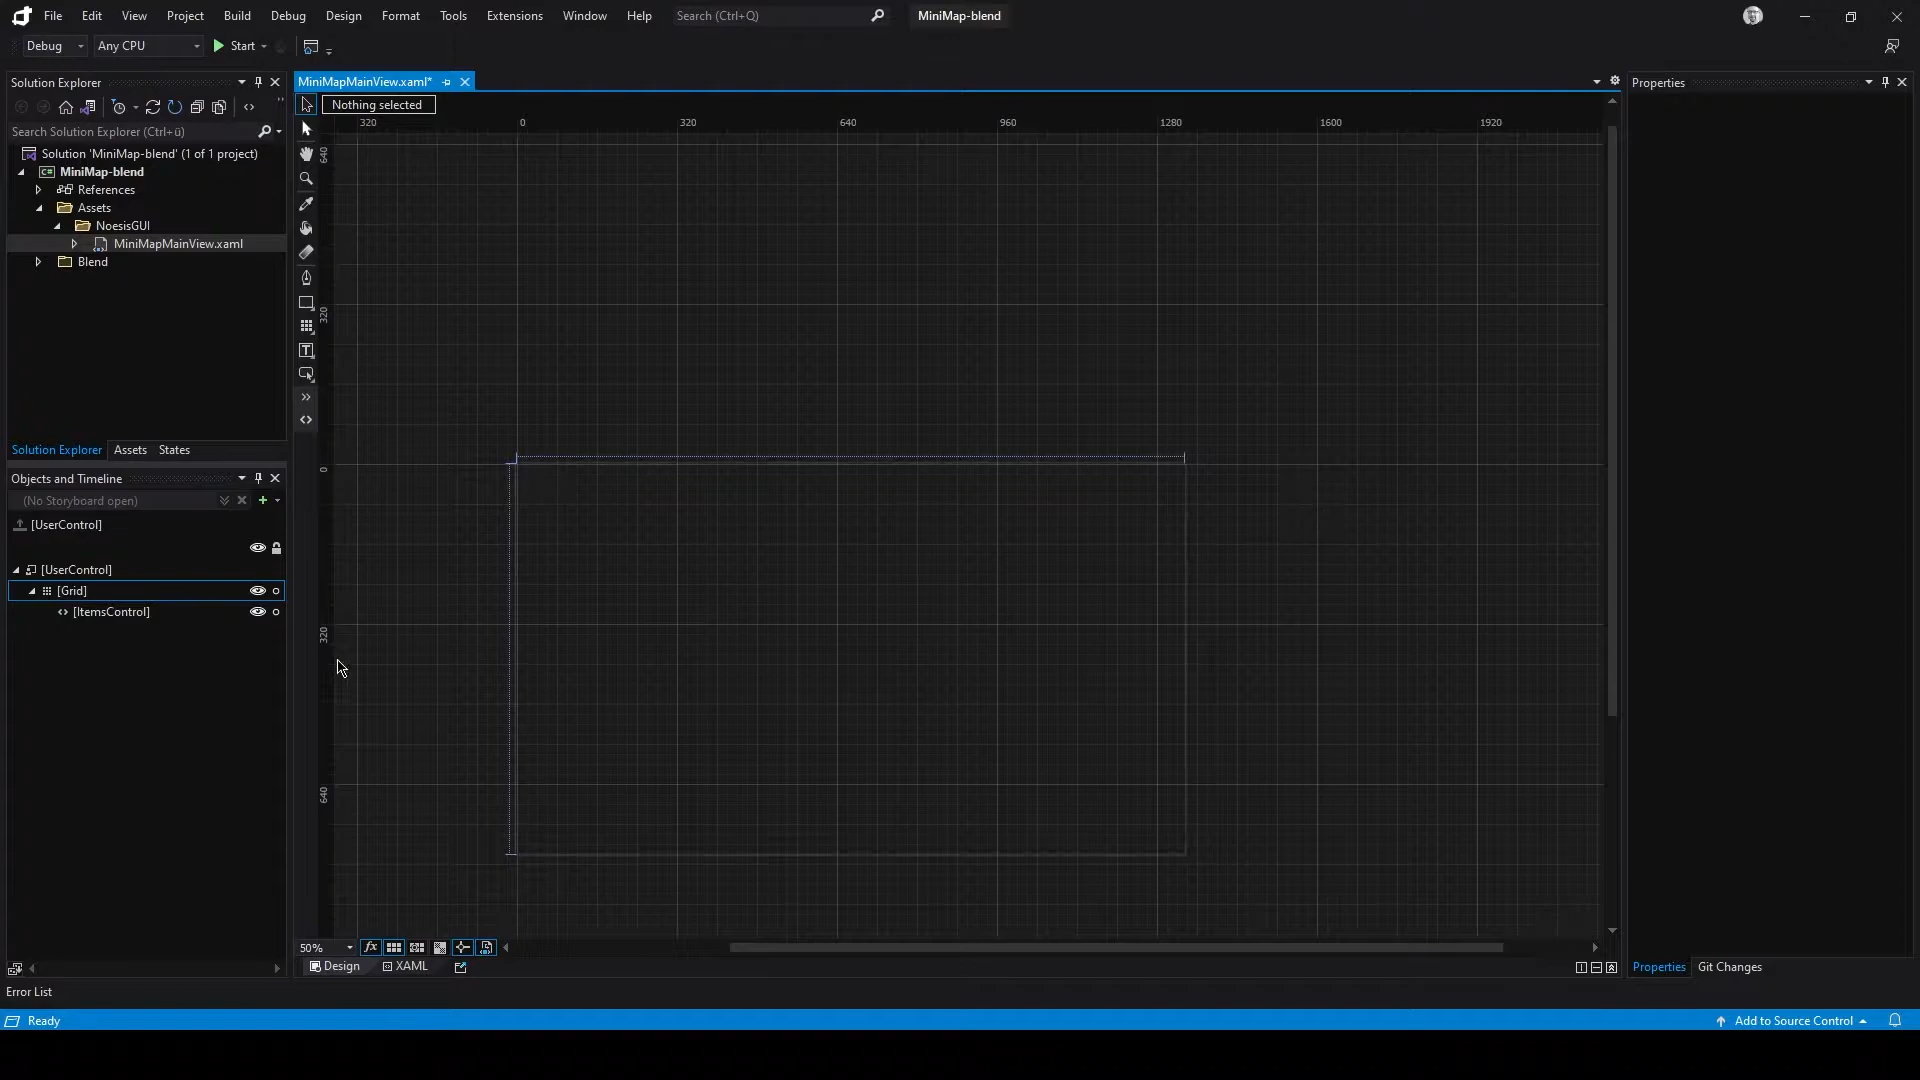 File Edit View Project Build Debug Design Format Tools Extensions Window Help Search (Ctrl+Q) MiniMap-blend
Debug Any CPU Start
Solution Explorer
Search Solution Explorer (Ctrl+ü)
Solution 'MiniMap-blend' (1 of 1 project)
C# MiniMap-blend
References
Assets
NoesisGUI
MiniMapMainView.xaml
Blend
Solution Explorer Assets States
Objects and Timeline
(No Storyboard open)
[UserControl]
[UserControl]
[Grid]
[ItemsControl]
MiniMapMainView.xaml*
Nothing selected
320 0 320 640 960 1280 1600 1920
640
320
0
320
640
50% fx
Design XAML
Properties
Properties Git Changes
Error List
Ready Add to Source Control